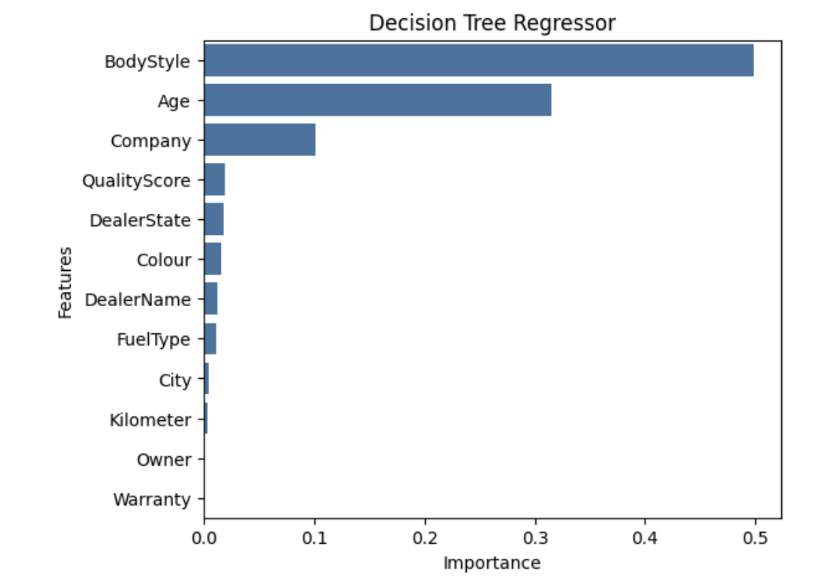 Decision Tree Regressor
BodyStyle
Age
Company
QualityScore
DealerState
Colour
DealerName
FuelType
City
Kilometer
Owner
Warranty
Features
0.0 0.1 0.2 0.3 0.4 0.5
Importance